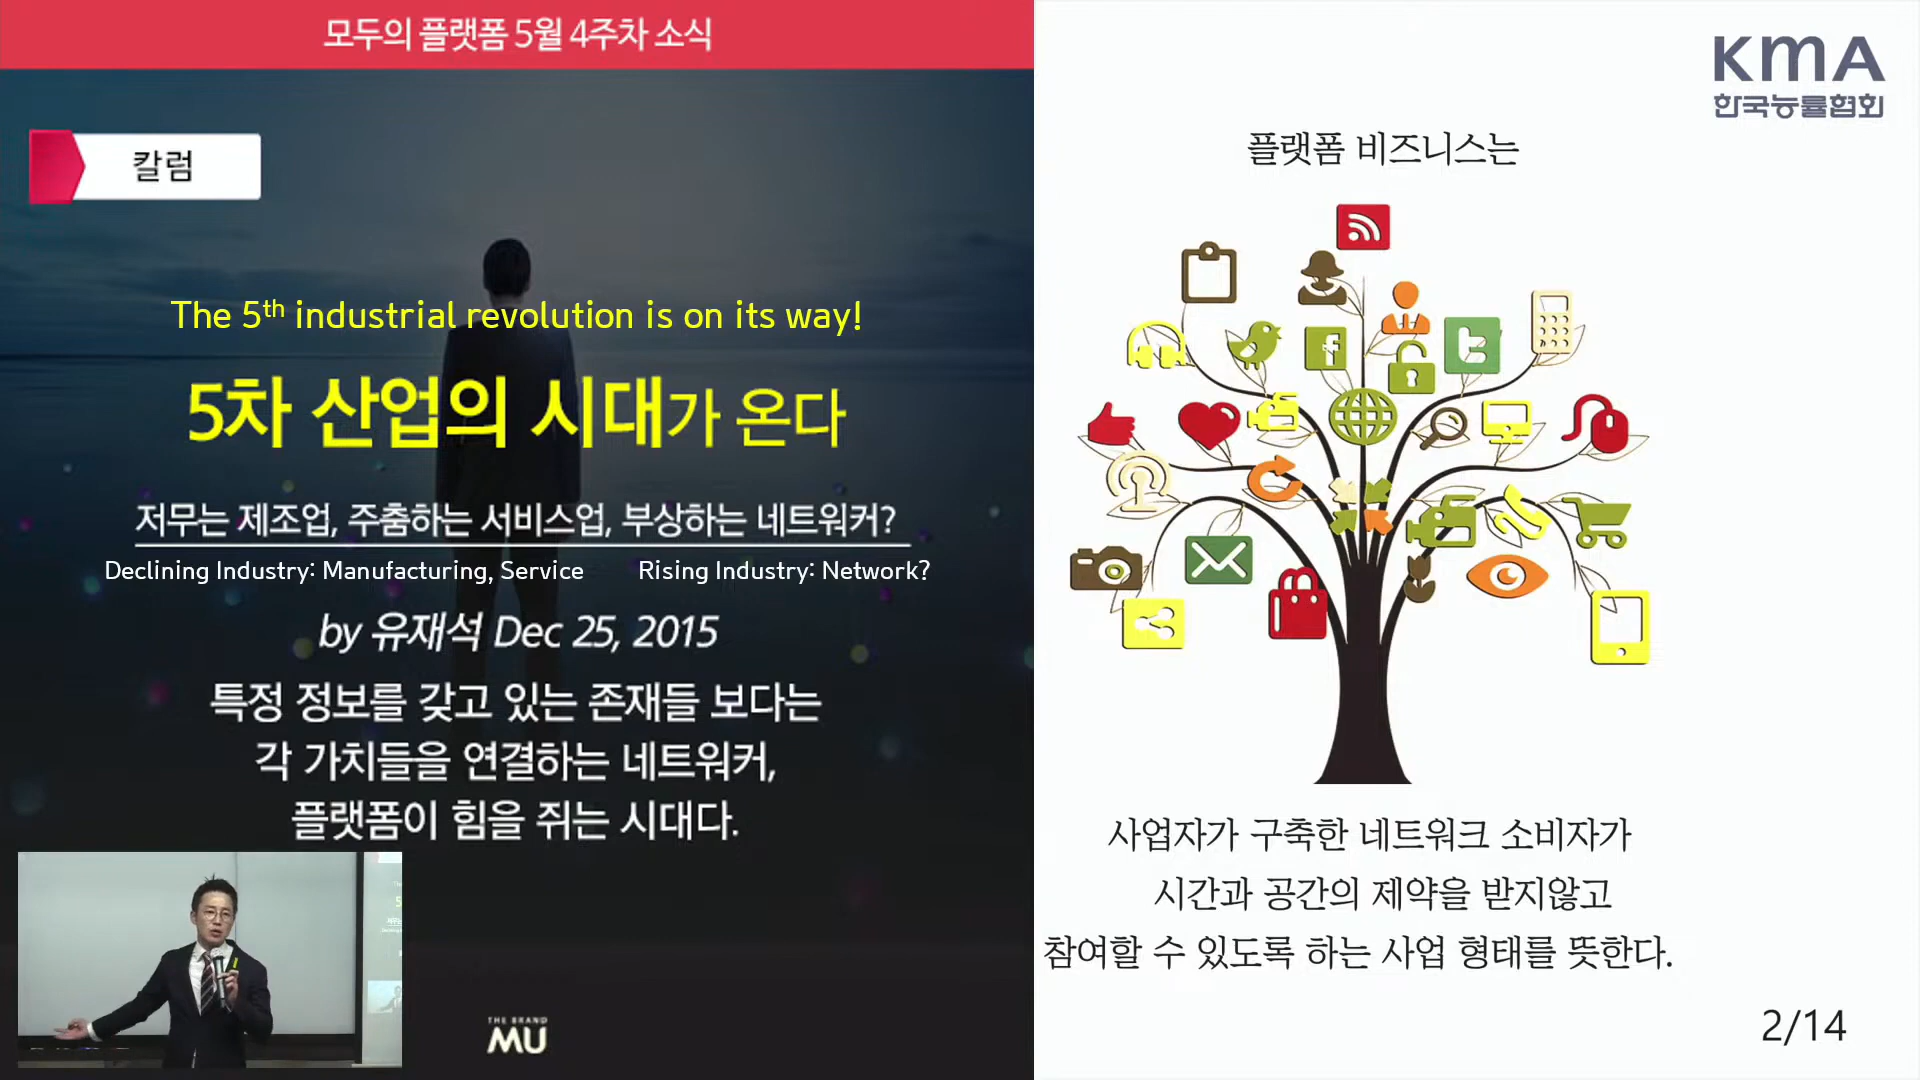 모두의 플랫폼 5월 4주차 소식
칼럼
The 5th industrial revolution is on its way!
5차 산업의 시대가 온다
저무는 제조업, 주춤하는 서비스업, 부상하는 네트워커?
Declining Industry: Manufacturing, Service Rising Industry: Network?
by 유재석 Dec 25, 2015
특정 정보를 갖고 있는 존재들 보다는
각 가치들을 연결하는 네트워커,
플랫폼이 힘을 쥐는 시대다.
THE BRAND
MU
KMA
한국능률협회
플랫폼 비즈니스는
사업자가 구축한 네트워크 소비자가
시간과 공간의 제약을 받지않고
참여할 수 있도록 하는 사업 형태를 뜻한다.
2/14